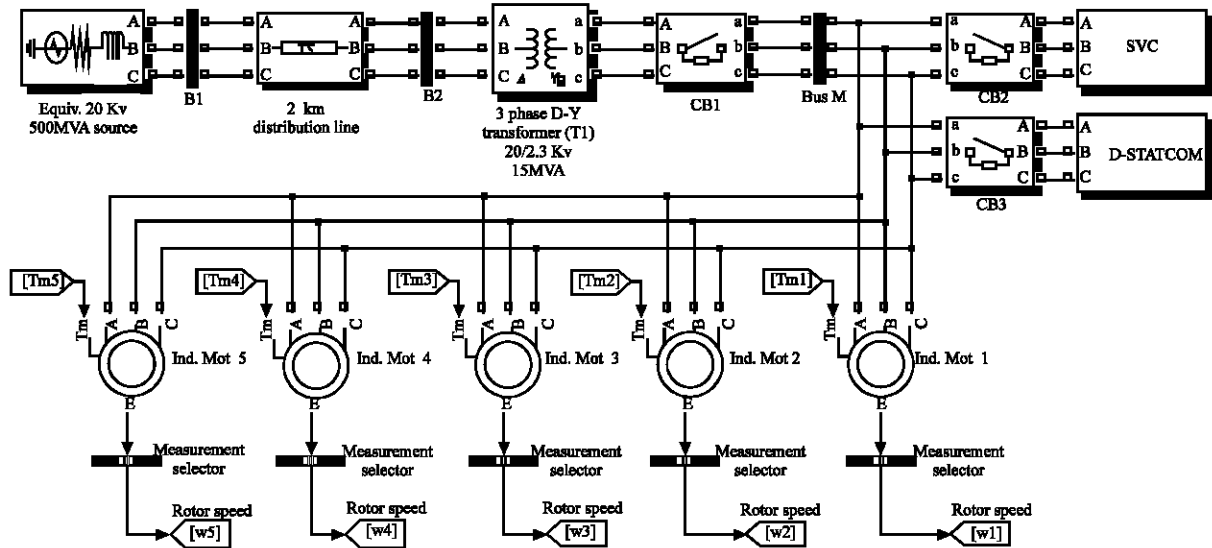 A A A A A a A a A A a A A
B B B B B b B b B B b B B SVC
C C C C C c C c C C c C C
TS
B1 B2 CB1 Bus M CB2
Equiv. 20 Kv
500MVA source
2 km
distribution line
3 phase D-Y
transformer (T1)
20/2.3 Kv
15MVA
a A A
b B B D-STATCOM
c C C
CB3
[Tm5] [Tm4] [Tm3] [Tm2] [Tm1]
Tm A B C Tm A B C Tm A B C Tm A B C Tm A B C
Ind. Mot 5 Ind. Mot 4 Ind. Mot 3 Ind. Mot 2 Ind. Mot 1
E E E E E
Measurement selector
Measurement selector
Measurement selector
Measurement selector
Measurement selector
Rotor speed Rotor speed Rotor speed Rotor speed Rotor speed
[w5] [w4] [w3] [w2] [w1]